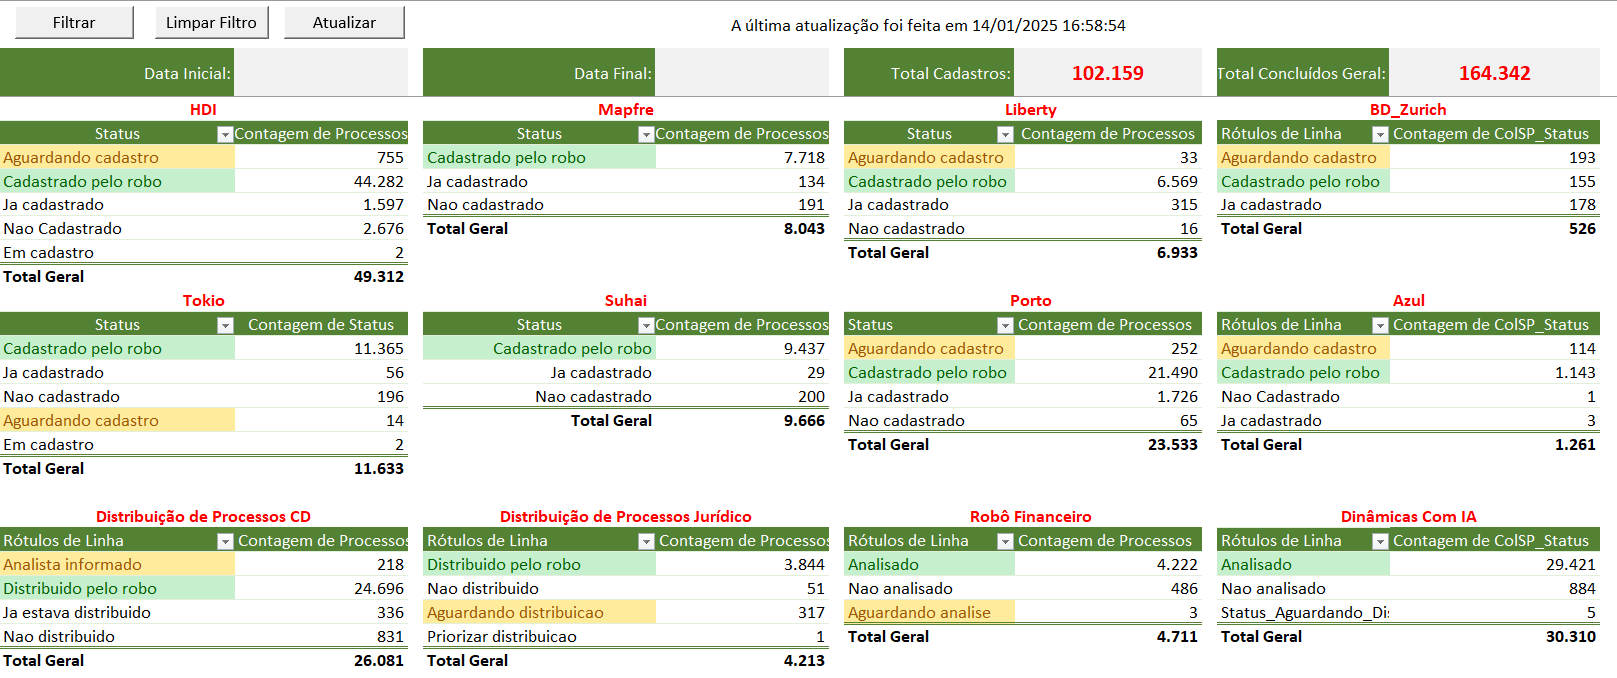 Filtrar Limpar Filtro Atualizar A última atualização foi feita em 14/01/2025 16:58:54
Data Inicial: Data Final: Total Cadastros: 102.159 Total Concluídos Geral: 164.342
HDI
Status Contagem de Processos
Aguardando cadastro 755
Cadastrado pelo robo 44.282
Ja cadastrado 1.597
Nao Cadastrado 2.676
Em cadastro 2
Total Geral 49.312
Mapfre
Status Contagem de Processos
Cadastrado pelo robo 7.718
Ja cadastrado 134
Nao cadastrado 191
Total Geral 8.043
Liberty
Status Contagem de Processos
Aguardando cadastro 33
Cadastrado pelo robo 6.569
Ja cadastrado 315
Nao cadastrado 16
Total Geral 6.933
BD_Zurich
Rótulos de Linha Contagem de ColSP_Status
Aguardando cadastro 193
Cadastrado pelo robo 155
Ja cadastrado 178
Total Geral 526
Tokio
Status Contagem de Status
Cadastrado pelo robo 11.365
Ja cadastrado 56
Nao cadastrado 196
Aguardando cadastro 14
Em cadastro 2
Total Geral 11.633
Suhai
Status Contagem de Processos
Cadastrado pelo robo 9.437
Ja cadastrado 29
Nao cadastrado 200
Total Geral 9.666
Porto
Status Contagem de Processos
Aguardando cadastro 252
Cadastrado pelo robo 21.490
Ja cadastrado 1.726
Nao cadastrado 65
Total Geral 23.533
Azul
Rótulos de Linha Contagem de ColSP_Status
Aguardando cadastro 114
Cadastrado pelo robo 1.143
Nao Cadastrado 1
Ja cadastrado 3
Total Geral 1.261
Distribuição de Processos CD
Rótulos de Linha Contagem de Processos
Analista informado 218
Distribuido pelo robo 24.696
Ja estava distribuido 336
Nao distribuido 831
Total Geral 26.081
Distribuição de Processos Jurídico
Rótulos de Linha Contagem de Processos
Distribuido pelo robo 3.844
Nao distribuido 51
Aguardando distribuicao 317
Priorizar distribuicao 1
Total Geral 4.213
Robô Financeiro
Rótulos de Linha Contagem de Processos
Analisado 4.222
Nao analisado 486
Aguardando analise 3
Total Geral 4.711
Dinâmicas Com IA
Rótulos de Linha Contagem de ColSP_Status
Analisado 29.421
Nao analisado 884
Status_Aguardando_Dis 5
Total Geral 30.310